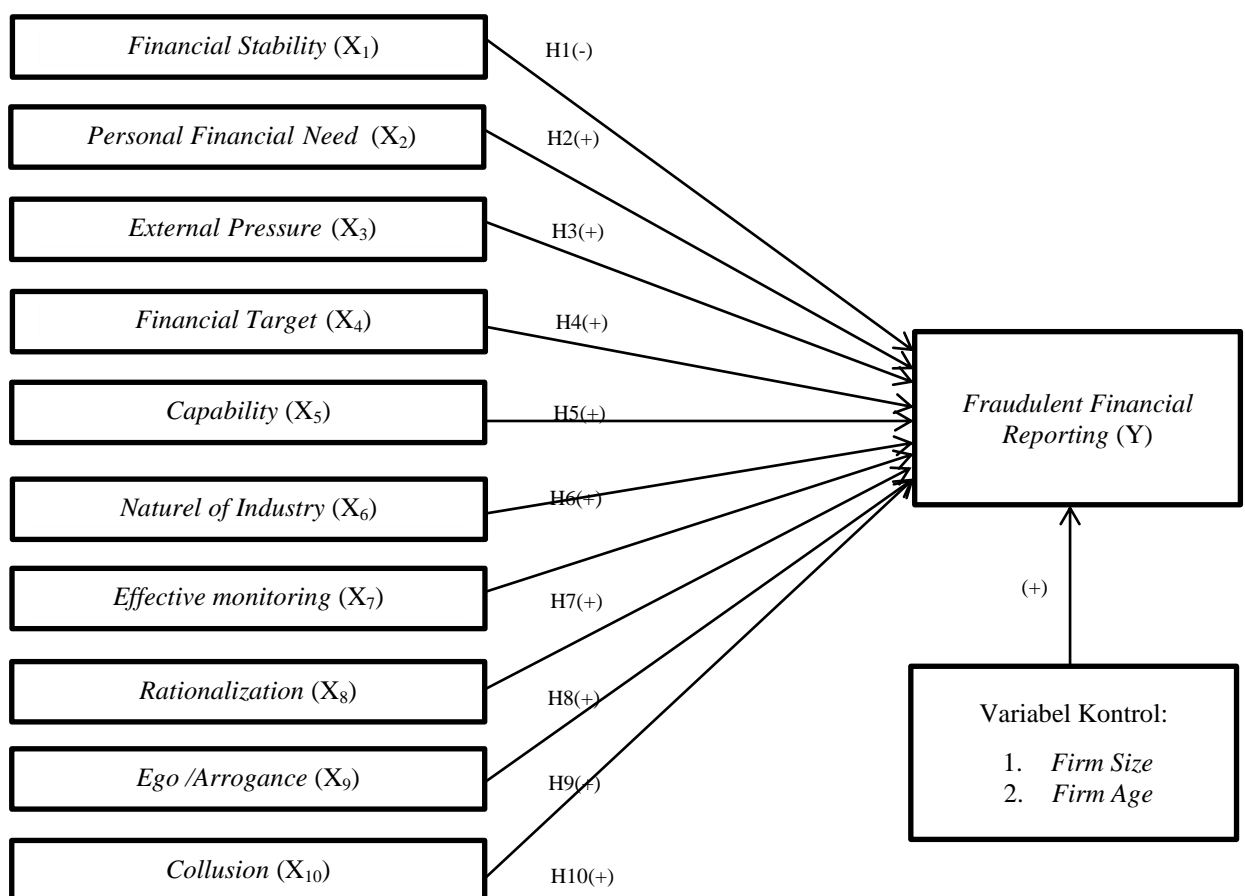 Financial Stability (X₁)
H1(-)
Personal Financial Need (X₂)
H2(+)
External Pressure (X₃)
H3(+)
Financial Target (X₄)
H4(+)
Capability (X₅)
H5(+)
Naturel of Industry (X₆)
H6(+)
Effective monitoring (X₇)
H7(+)
Rationalization (X₈)
H8(+)
Ego /Arrogance (X₉)
H9(+)
Collusion (X₁₀)
H10(+)
Fraudulent Financial
Reporting (Y)
(+)
Variabel Kontrol:
1. Firm Size
2. Firm Age